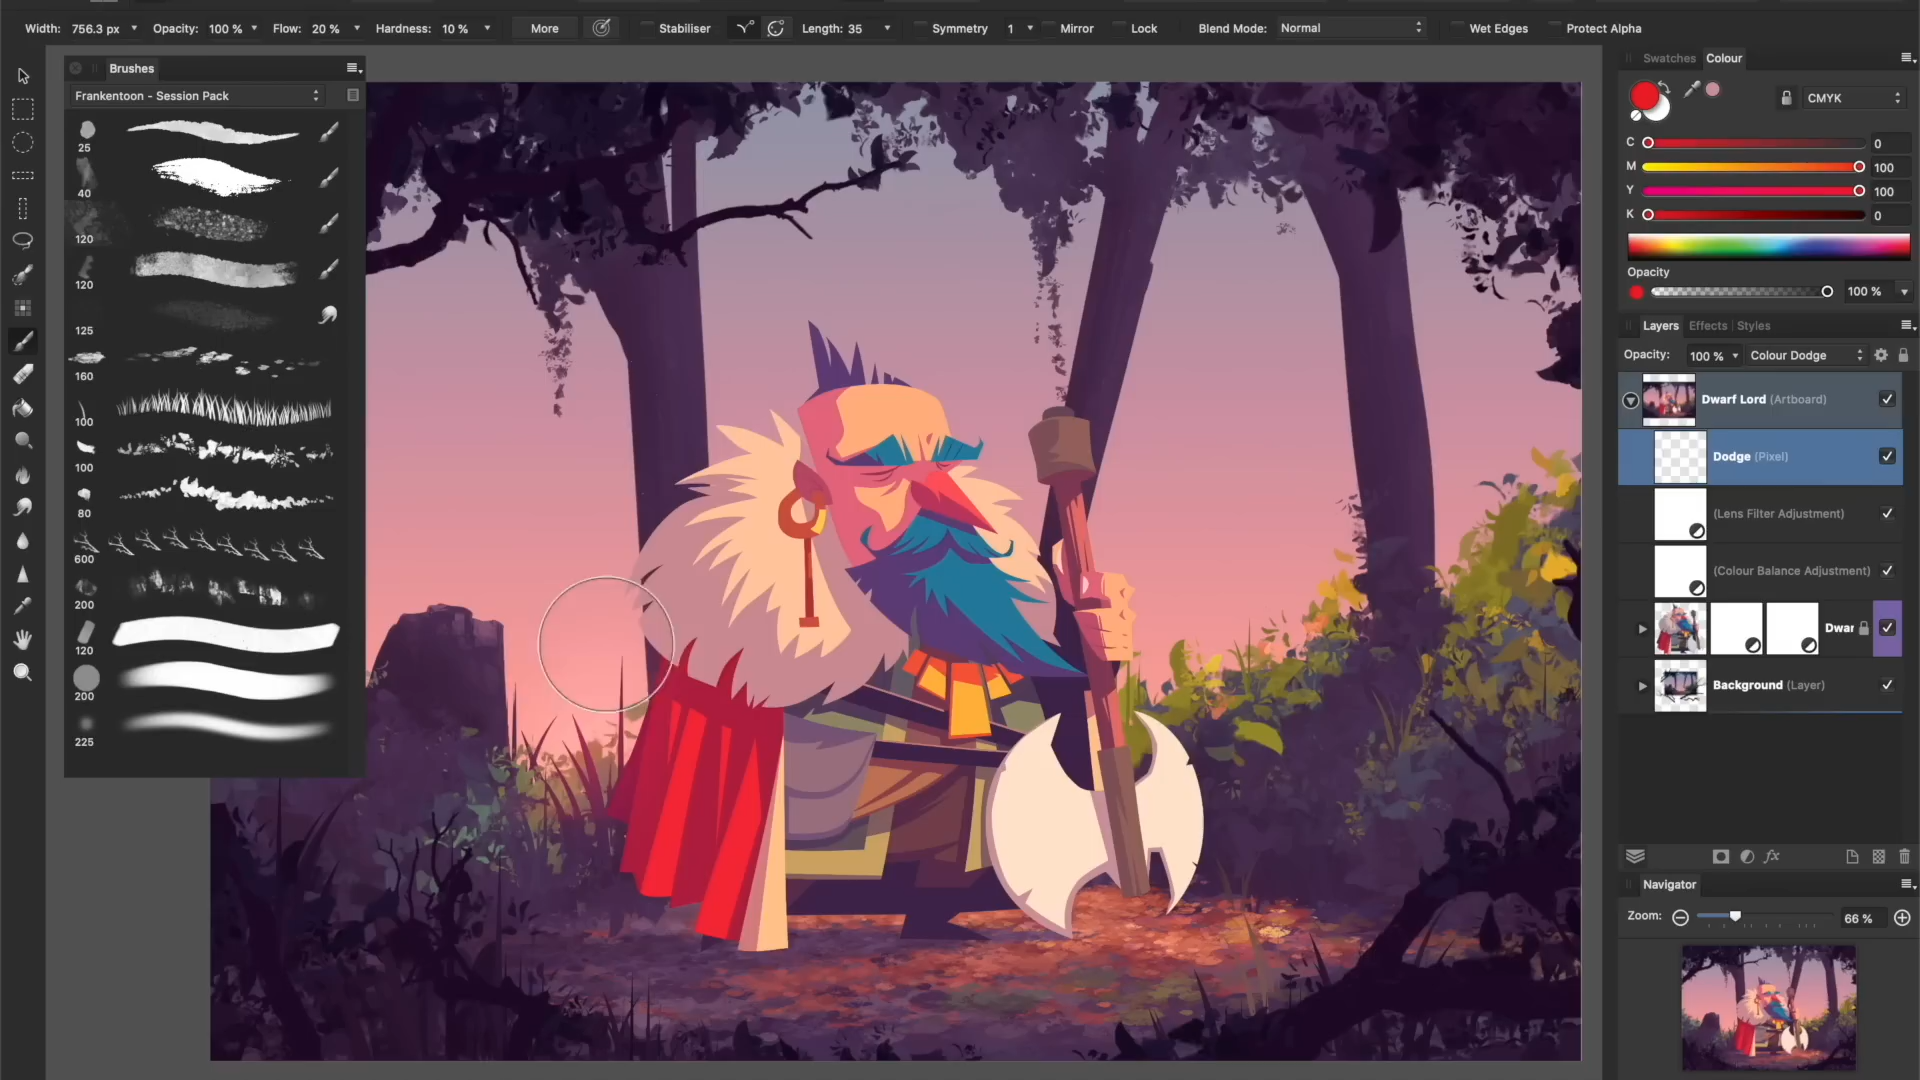 Width: 756.3 px Opacity: 100 % Flow: 20 % Hardness: 10 % More Stabiliser Length: 35 Symmetry 1 Mirror Lock Blend Mode: Normal Wet Edges Protect Alpha
Brushes
Frankentoon - Session Pack
25
40
120
120
125
160
100
100
80
600
200
120
200
225
Swatches Colour
CMYK
C 0
M 100
Y 100
K 0
Opacity
100 %
Layers Effects Styles
Opacity: 100 % Colour Dodge
Dwarf Lord (Artboard)
Dodge (Pixel)
(Lens Filter Adjustment)
(Colour Balance Adjustment)
Dwar
Background (Layer)
fx
Navigator
Zoom: 66 %